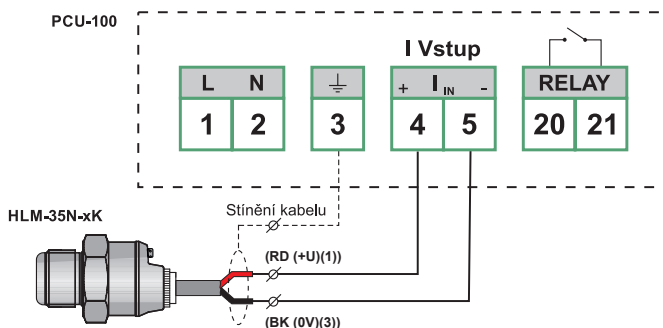 PCU-100
I Vstup
L N
+ I IN -
RELAY
1 2 3 4 5 20 21
Stínění kabelu
HLM-35N-xK
(RD (+U)(1))
(BK (0V)(3))